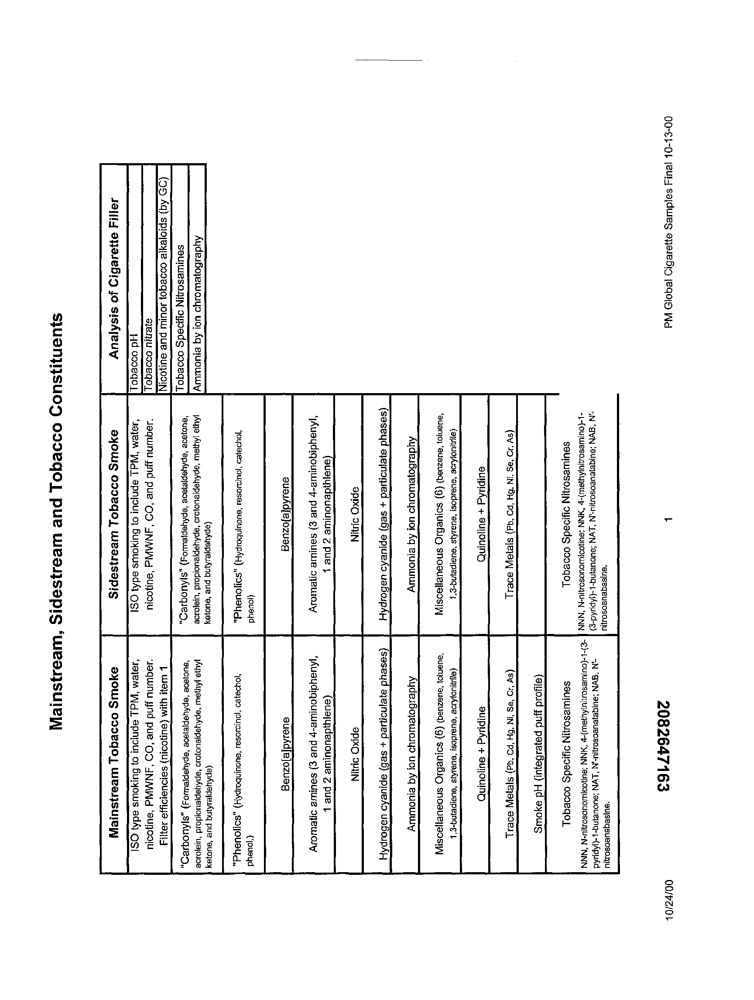 Mainstream, Sidestream and Tobacco Constituents
Mainstream Tobacco Smoke
ISO type smoking to include TPM, water,
nicotine, PMWNF, CO, and puff number.
Filter efficiencies (nicotine) with item 1
"Carbonyls" (Formaldehyde, acetaldehyde, acetone,
acrolein, propionaldehyde, crotonaldehyde, methyl ethyl
ketone, and butyraldehyde)
"Phenolics" (Hydroquinone, resorcinol, catechol,
phenol,)
Benzo[a]pyrene
Aromatic amines (3 and 4-aminobiphenyl,
1 and 2 aminonapthlene)
Nitric Oxide
Hydrogen cyanide (gas + particulate phases)
Ammonia by ion chromatography
Miscellaneous Organics (6) (benzene, toluene,
1,3-butadiene, styrene, isoprene, acrylonitrile)
Quinoline + Pyridine
Trace Metals (Pb, Cd, Hg, Ni, Se, Cr, As)
Smoke pH (integrated puff profile)
Tobacco Specific Nitrosamines
NNN, N-nitrosonornicotine; NNK, 4-(methylnitrosamino)-1-(3-
pyridyl)-1-butanone; NAT, N'-nitrosoanatabine; NAB, N'-
nitrosoanabasine.
Sidestream Tobacco Smoke
ISO type smoking to include TPM, water,
nicotine, PMWNF, CO, and puff number.
"Carbonyls" (Formaldehyde, acetaldehyde, acetone,
acrolein, propionaldehyde, crotonaldehyde, methyl ethyl
ketone, and butyraldehyde)
"Phenolics" (Hydroquinone, resorcinol, catechol,
phenol)
Benzo[a]pyrene
Aromatic amines (3 and 4-aminobiphenyl,
1 and 2 aminonapthlene)
Nitric Oxide
Hydrogen cyanide (gas + particulate phases)
Ammonia by ion chromatography
Miscellaneous Organics (6) (benzene, toluene,
1,3-butadiene, styrene, isoprene, acrylonitrile)
Quinoline + Pyridine
Trace Metals (Pb, Cd, Hg, Ni, Se, Cr, As)
Tobacco Specific Nitrosamines
NNN, N-nitrosonornicotine; NNK, 4-(methylnitrosamino)-1-
(3-pyridyl)-1-butanone; NAT, N'-nitrosoanatabine; NAB, N'-
nitrosoanabasine.
Analysis of Cigarette Filler
Tobacco pH
Tobacco nitrate
Nicotine and minor tobacco alkaloids (by GC)
Tobacco Specific Nitrosamines
Ammonia by ion chromatography
2082647163
10/24/00
1
PM Global Cigarette Samples Final 10-13-00